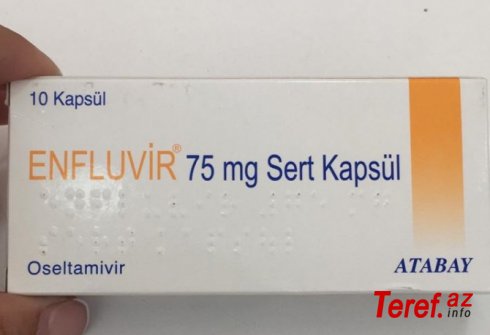 10 Kapsül
ENFLUVİR® 75 mg Sert Kapsül
Oseltamivir
ATABAY
Teref.az
info